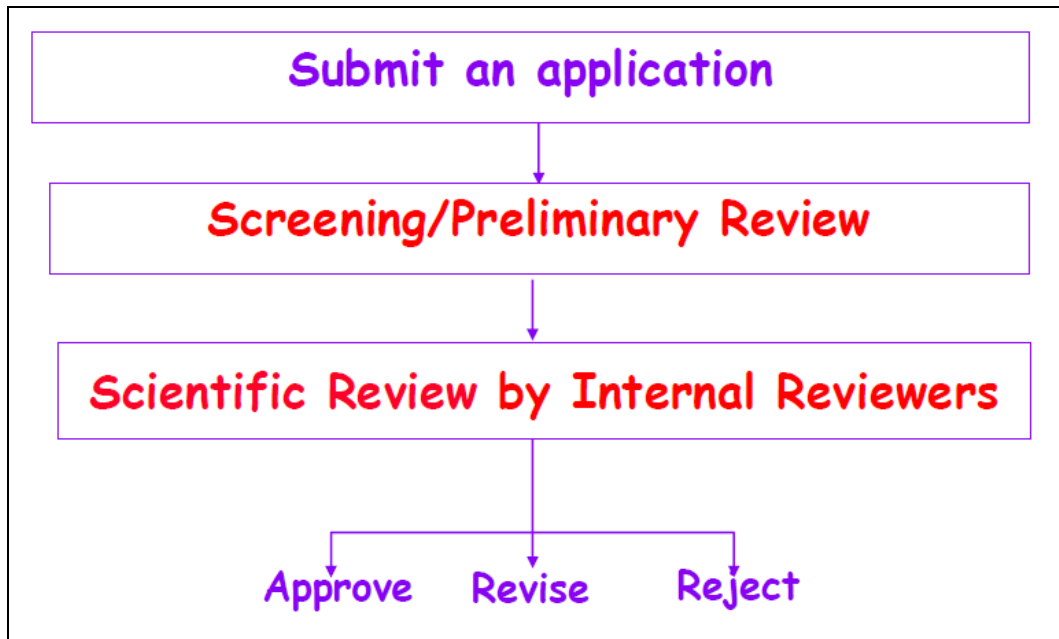 Submit an application
Screening/Preliminary Review
Scientific Review by Internal Reviewers
Approve Revise Reject